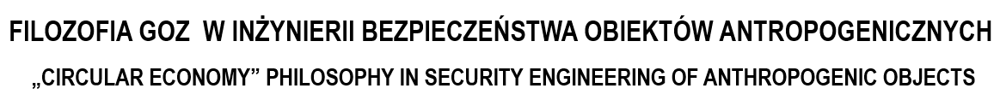 FILOZOFIA GOZ W INŻYNIERII BEZPIECZEŃSTWA OBIEKTÓW ANTROPOGENICZNYCH
„CIRCULAR ECONOMY” PHILOSOPHY IN SECURITY ENGINEERING OF ANTHROPOGENIC OBJECTS